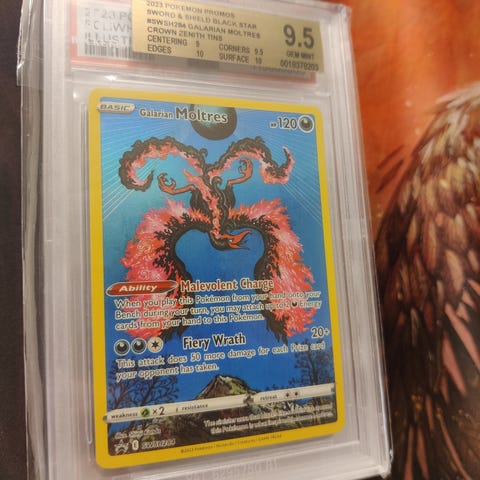 2023 POKEMON PROMOS
SWORD & SHIELD BLACK STAR
#SWSH284 GALARIAN MOLTRES
CROWN ZENITH TINS
CENTERING 9 CORNERS 9.5
EDGES 10 SURFACE 10
9.5
GEM MINT
BASIC
Galarian Moltres
HP 120
Ability Malevolent Charge
When you play this Pokémon from your hand onto your
Bench during your turn, you may attach up to 2 Energy
cards from your hand to this Pokémon.
Fiery Wrath 20+
This attack does 50 more damage for each Prize card
your opponent has taken.
weakness ×2 resistance retreat
SWSH284